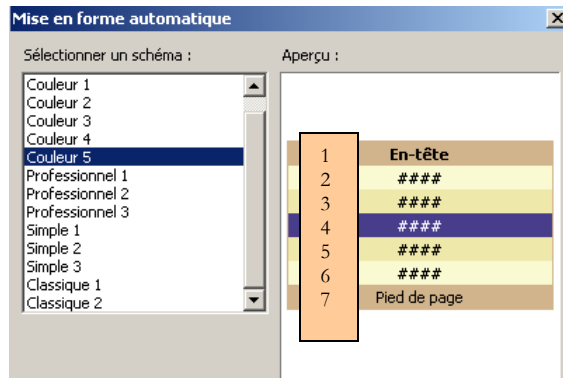 Mise en forme automatique
Sélectionner un schéma :
Couleur 1
Couleur 2
Couleur 3
Couleur 4
Couleur 5
Professionnel 1
Professionnel 2
Professionnel 3
Simple 1
Simple 2
Simple 3
Classique 1
Classique 2
Aperçu :
1 En-tête
2 ####
3 ####
4 ####
5 ####
6 ####
7 Pied de page